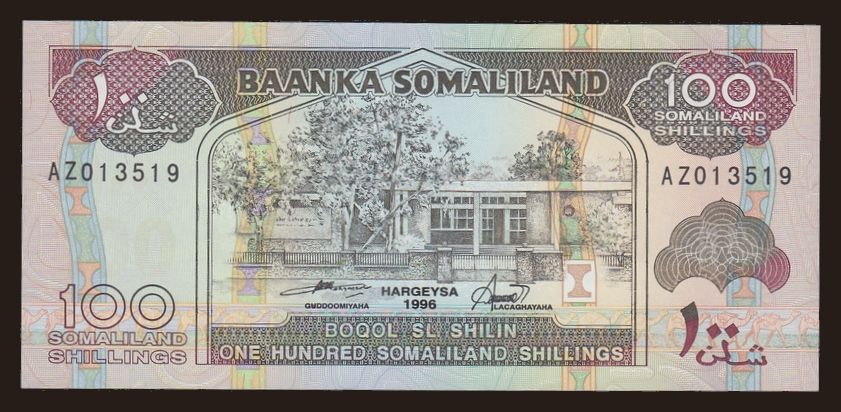 BAANKA SOMALILAND
١٠٠
شلن
100
SOMALILAND
SHILLINGS
AZ013519
AZ013519
HARGEYSA
1996
GUDDOOMIYAHA
LACAGHAYAHA
100
SOMALILAND
SHILLINGS
BOQOL SL SHILIN
ONE HUNDRED SOMALILAND SHILLINGS
١٠٠
شلن